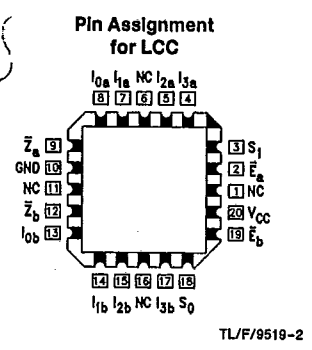 Pin Assignment
for LCC
I0a I1a NC I2a I3a
8 7 6 5 4
Z̅a 9
GND 10
NC 11
Z̅b 12
I0b 13
3 S1
2 E̅a
1 NC
20 VCC
19 E̅b
14 15 16 17 18
I1b I2b NC I3b S0
TL/F/9519-2